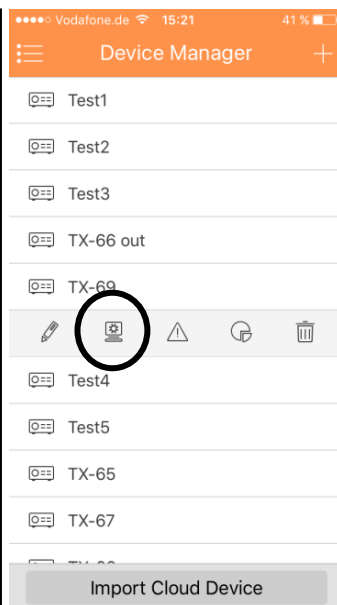 Vodafone.de 15:21 41 %
Device Manager
Test1
Test2
Test3
TX-66 out
TX-69
Test4
Test5
TX-65
TX-67
Import Cloud Device